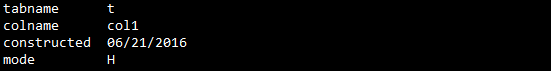 tabname t
colname col1
constructed 06/21/2016
mode H